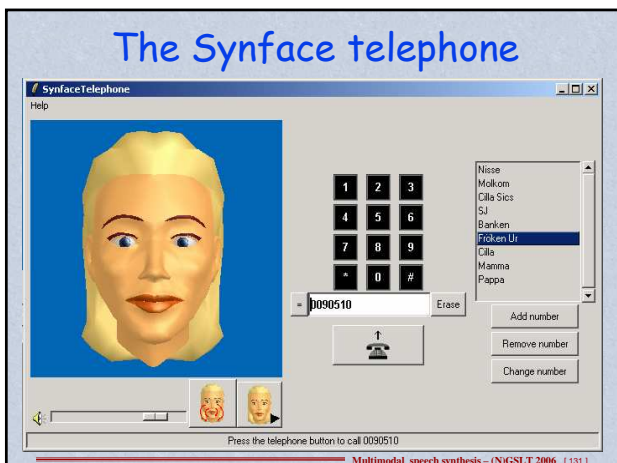 The Synface telephone
SynfaceTelephone
Help
1 2 3
4 5 6
7 8 9
* 0 #
= 0090510 Erase
Nisse
Molkom
Cilla Sics
SJ
Banken
Fröken Ur
Cilla
Mamma
Pappa
Add number
Remove number
Change number
Press the telephone button to call 0090510
Multimodal speech synthesis – (N)GSLT 2006 [131]